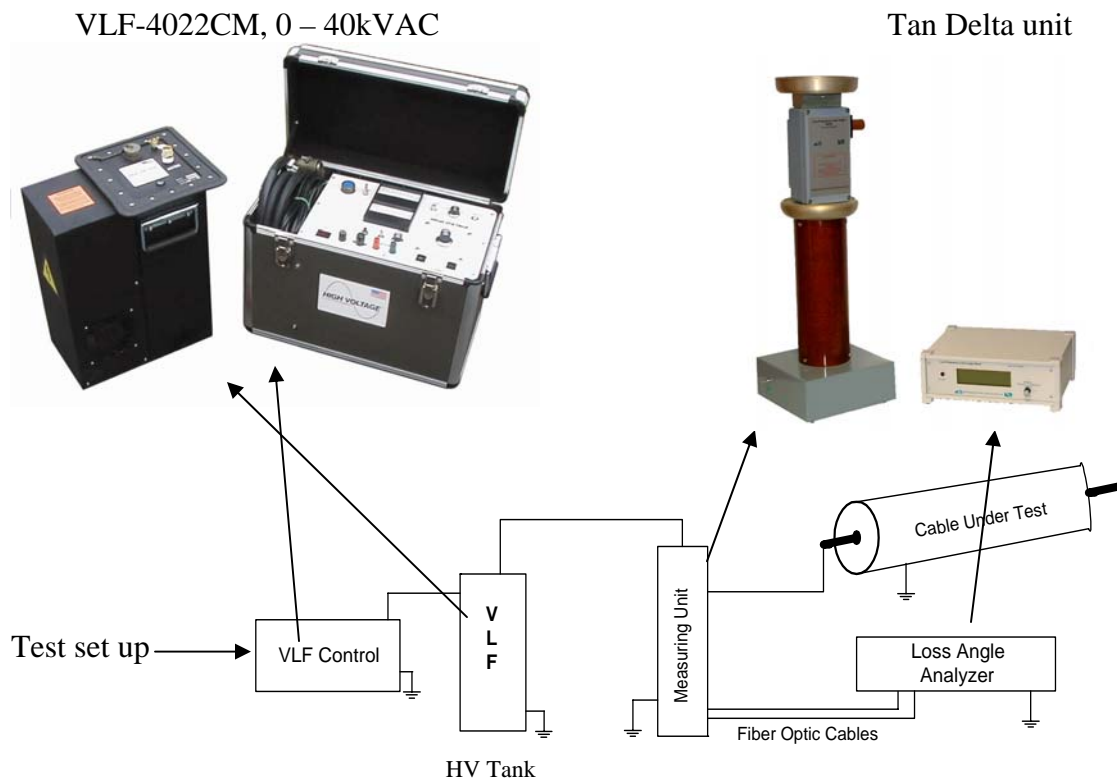 VLF-4022CM, 0 – 40kVAC
Tan Delta unit
HIGH VOLTAGE
Cable Under Test
V
L
F
Measuring Unit
Test set up
VLF Control
Loss Angle
Analyzer
Fiber Optic Cables
HV Tank